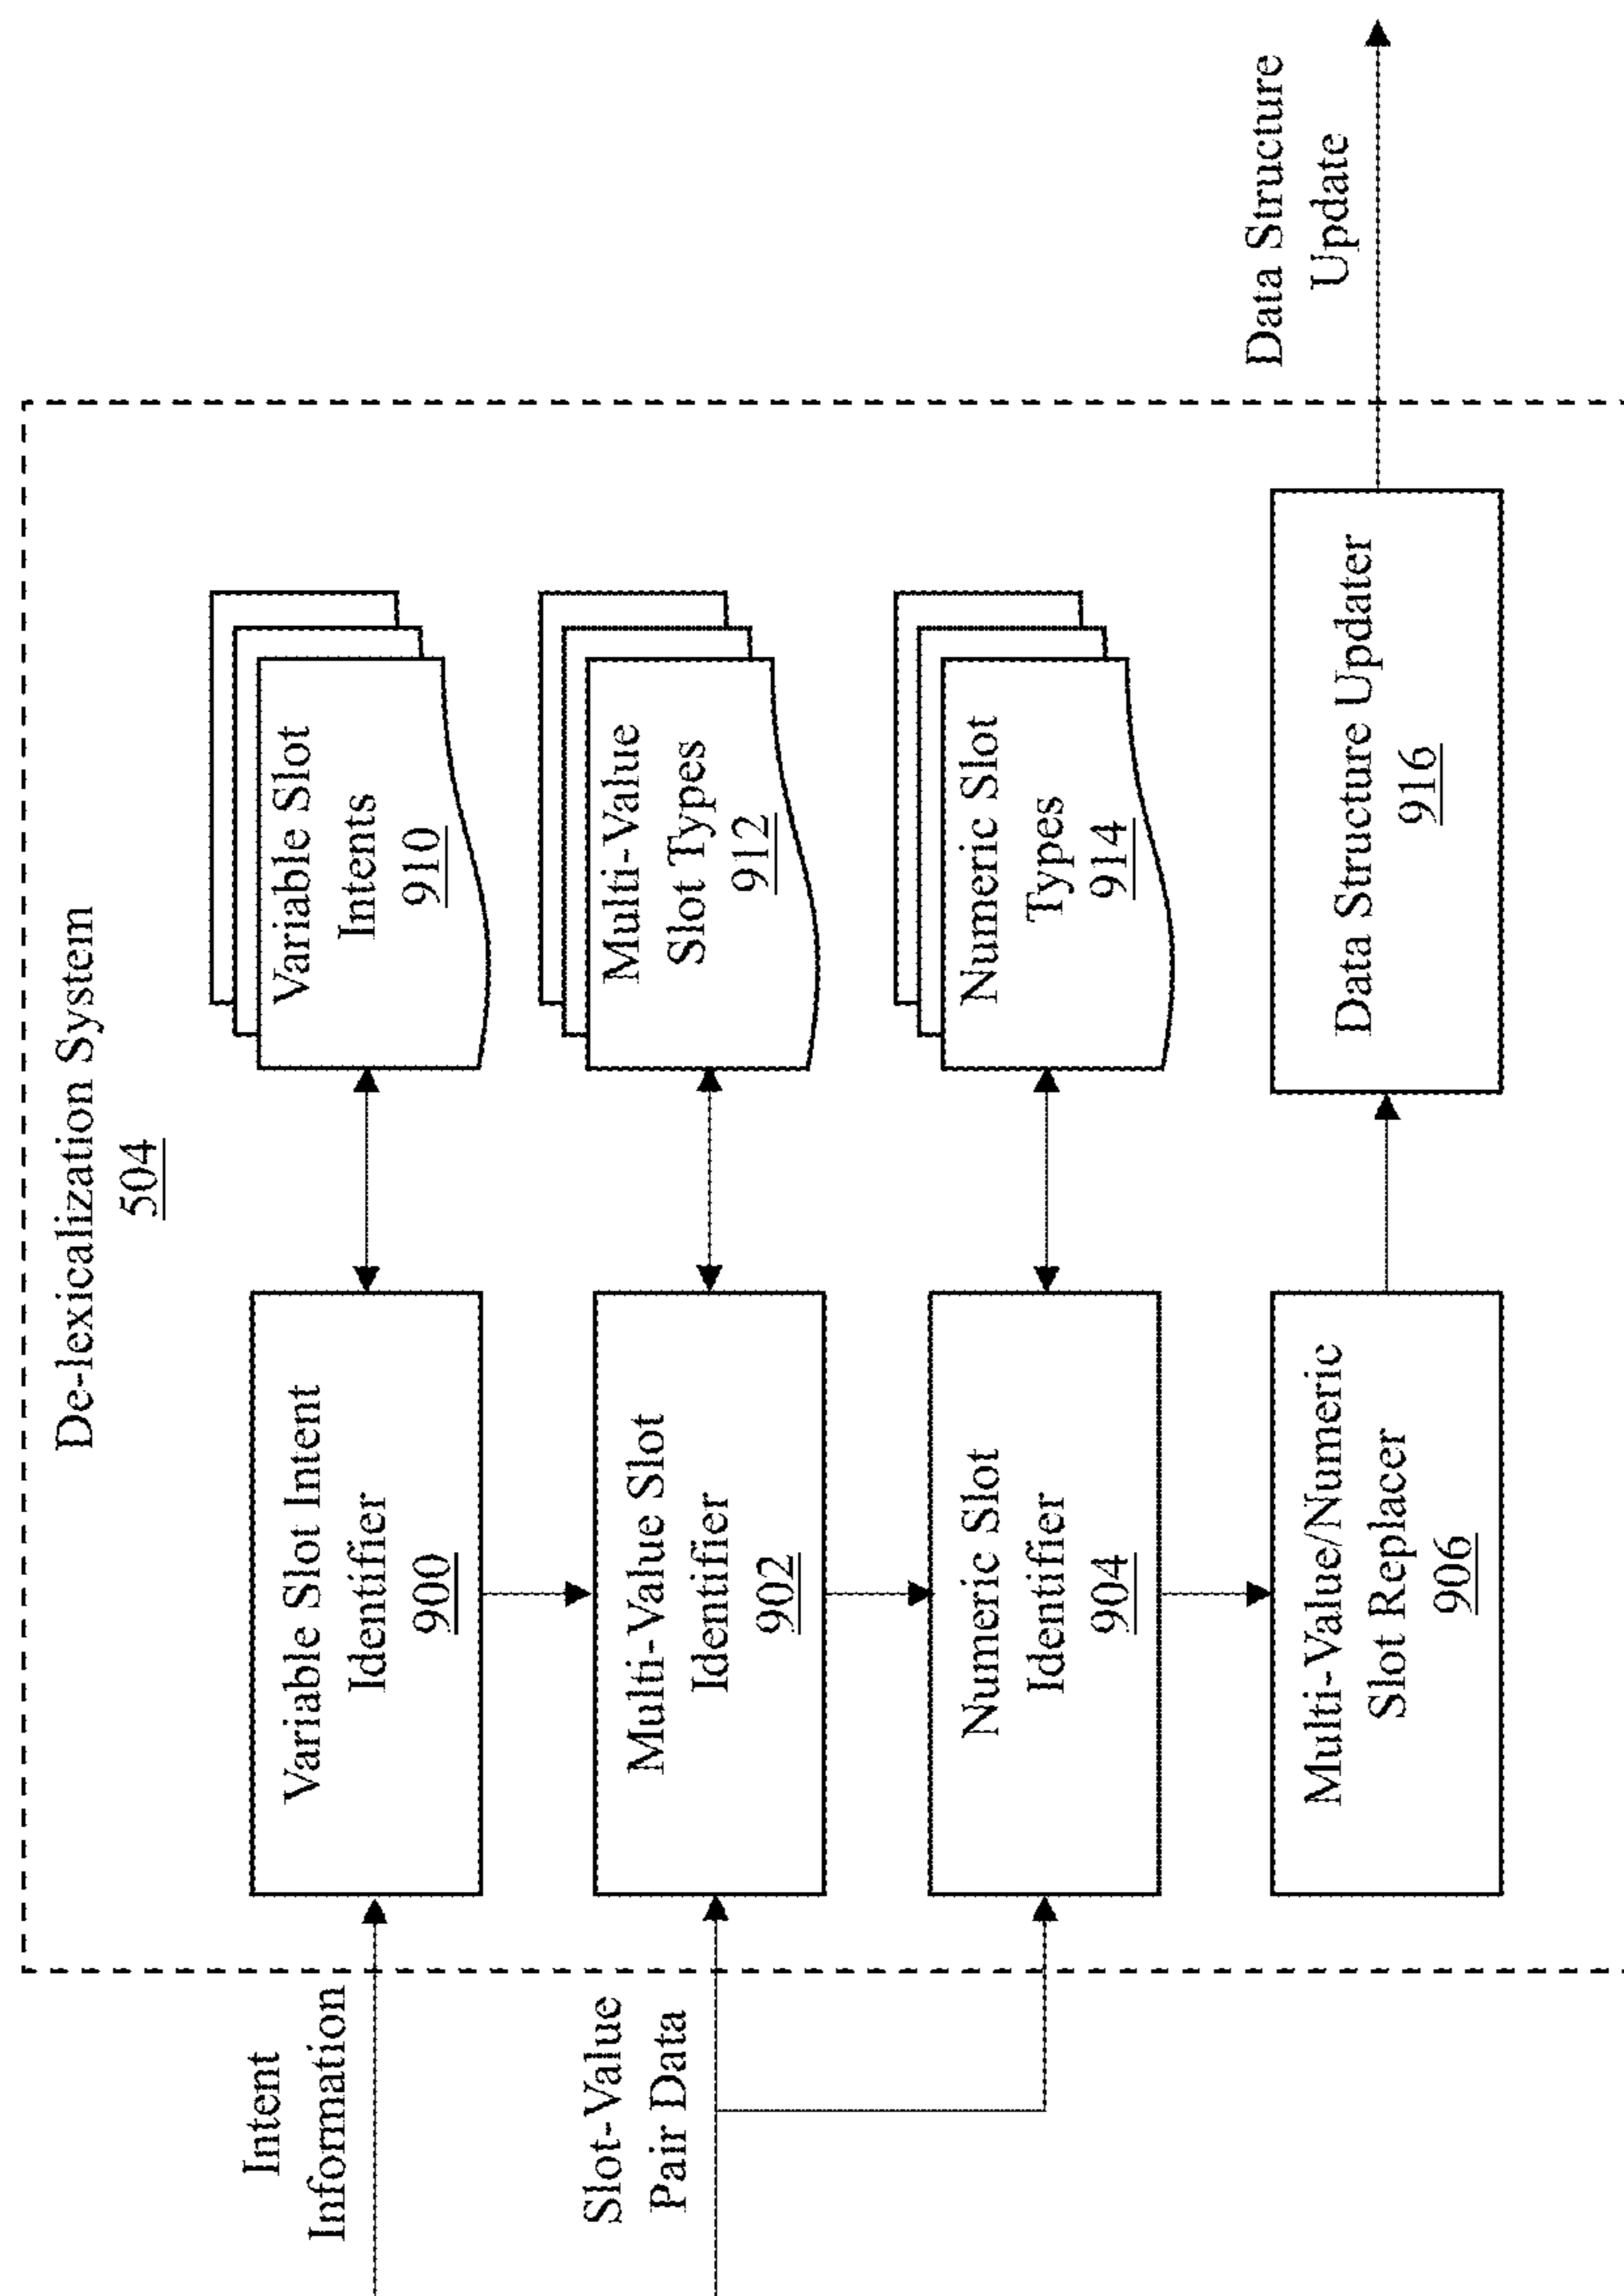 De-lexicalization System
504
Intent
Information
Variable Slot Intent
Identifier
900
Variable Slot
Intents
910
Slot-Value
Pair Data
Multi-Value Slot
Identifier
902
Multi-Value
Slot Types
912
Numeric Slot
Identifier
904
Numeric Slot
Types
914
Multi-Value/Numeric
Slot Replacer
906
Data Structure Updater
916
Data Structure
Update